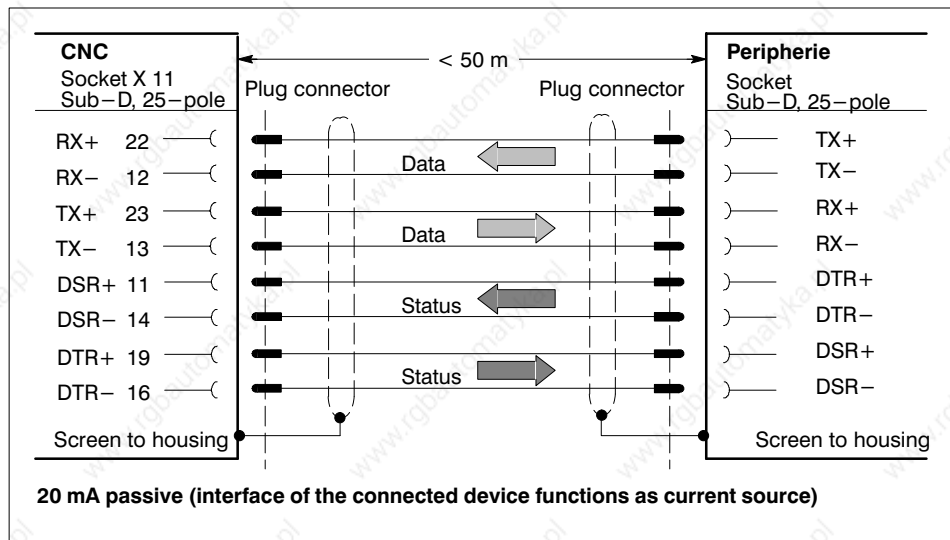 CNC
Socket X 11
Sub–D, 25–pole
< 50 m
Peripherie
Socket
Sub–D, 25–pole
Plug connector
Plug connector
RX+ 22
TX+
RX– 12
TX–
Data
TX+ 23
RX+
TX– 13
RX–
Data
DSR+ 11
DTR+
DSR– 14
DTR–
Status
DTR+ 19
DSR+
DTR– 16
DSR–
Status
Screen to housing
Screen to housing
20 mA passive (interface of the connected device functions as current source)
www.rgbautomatyka.pl